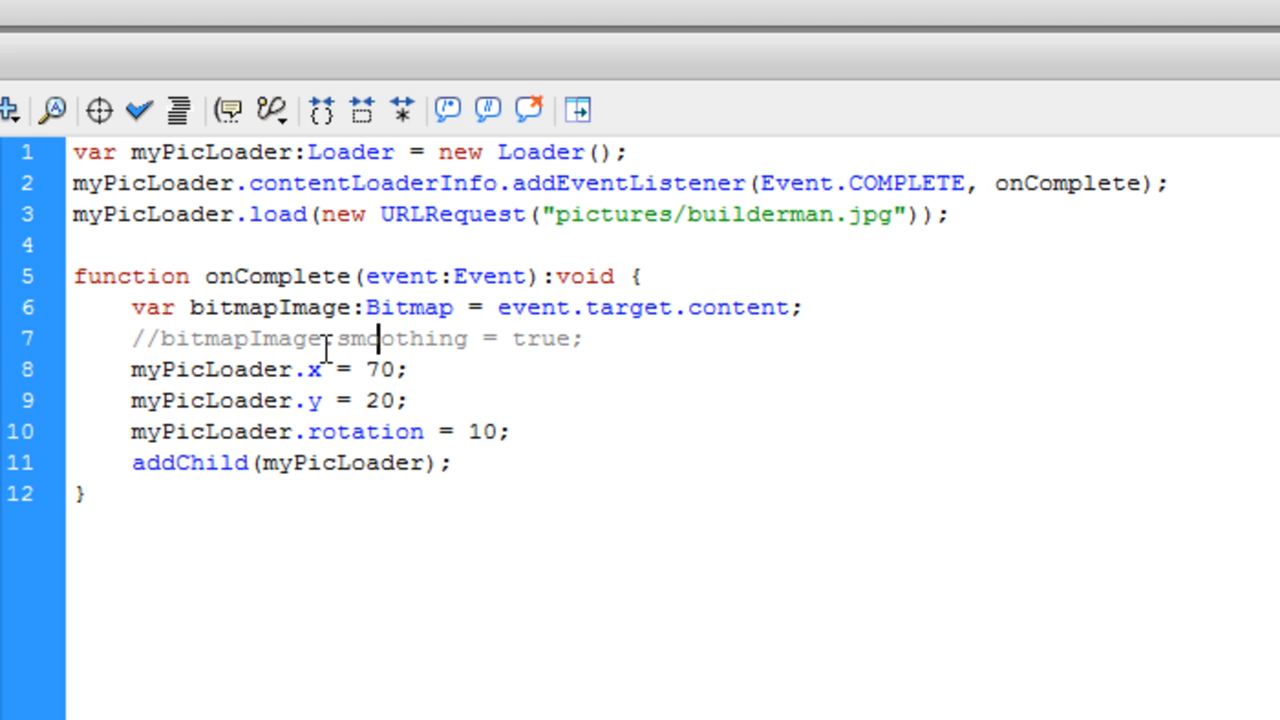 1 var myPicLoader:Loader = new Loader();
2 myPicLoader.contentLoaderInfo.addEventListener(Event.COMPLETE, onComplete);
3 myPicLoader.load(new URLRequest("pictures/builderman.jpg"));
4
5 function onComplete(event:Event):void {
6     var bitmapImage:Bitmap = event.target.content;
7     //bitmapImage.smoothing = true;
8     myPicLoader.x = 70;
9     myPicLoader.y = 20;
10     myPicLoader.rotation = 10;
11     addChild(myPicLoader);
12 }